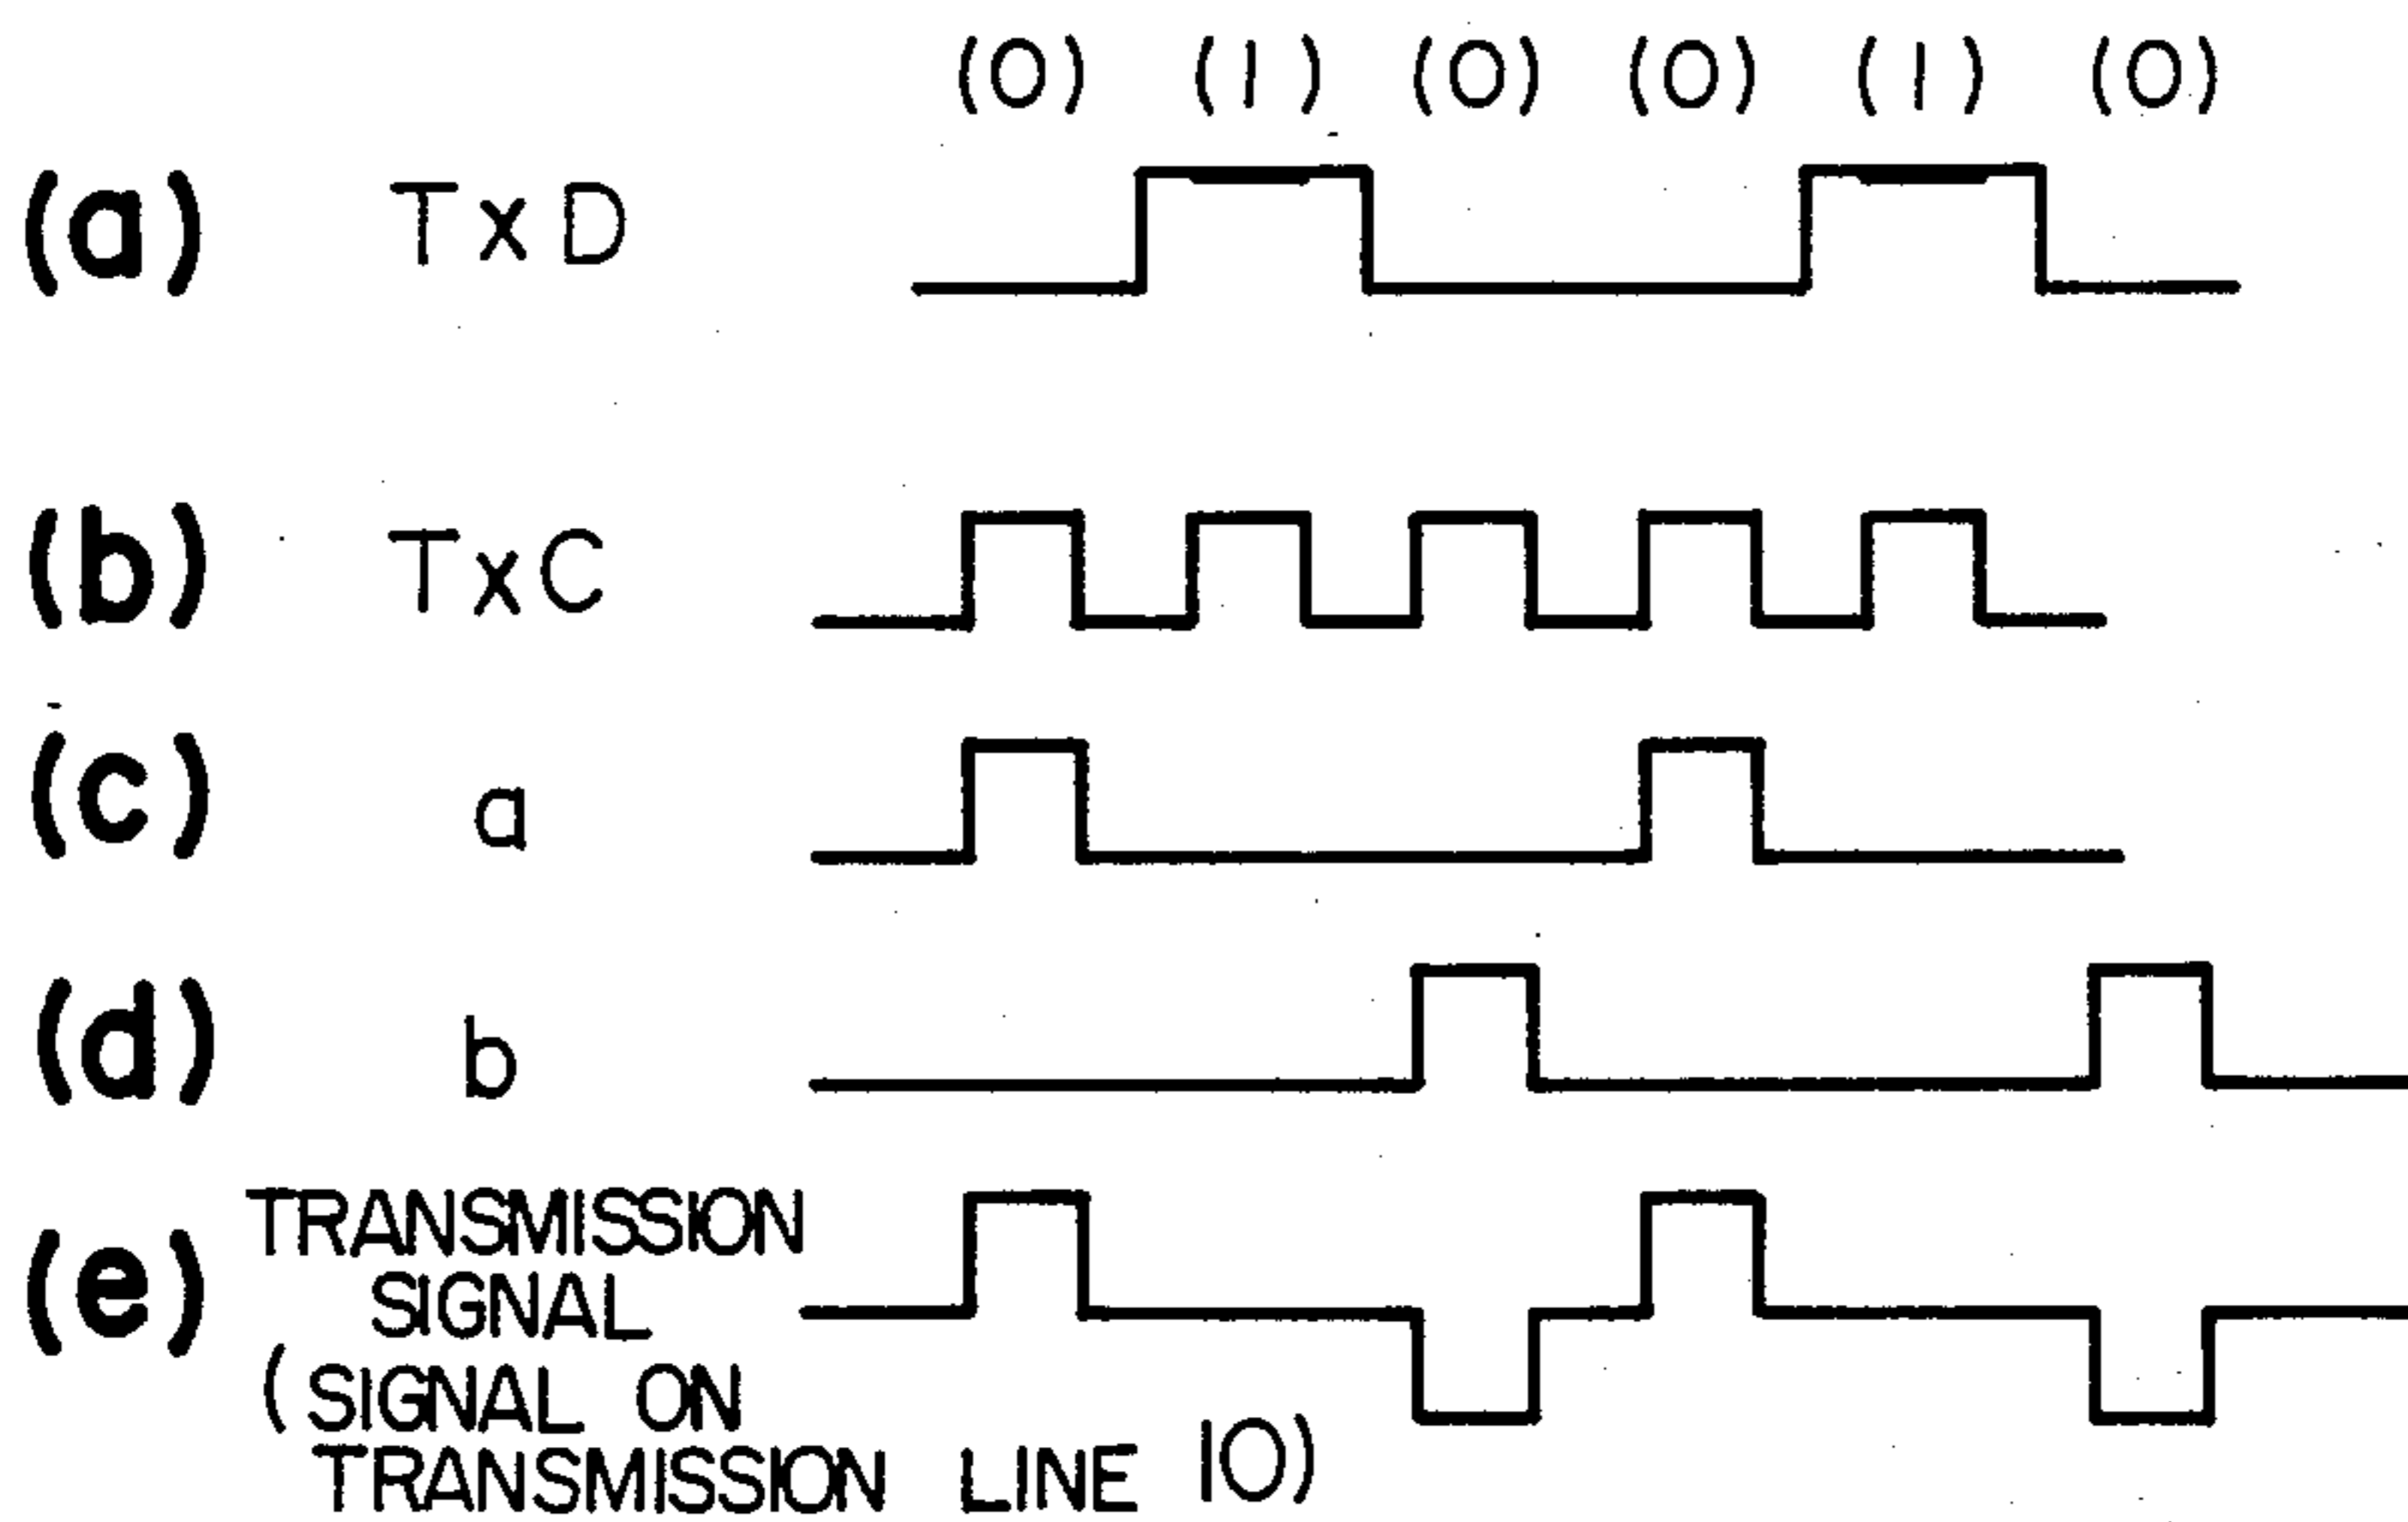 (0) (1) (0) (0) (1) (0)
(a) TxD
(b) TxC
(c) a
(d) b
(e) TRANSMISSION
SIGNAL
(SIGNAL ON
TRANSMISSION LINE 10)